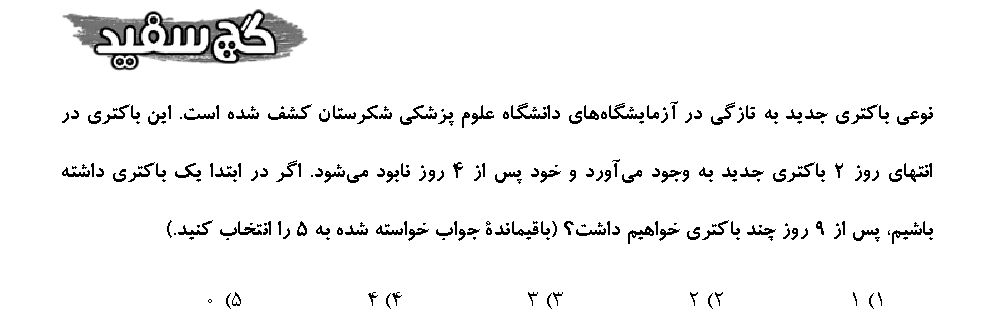 گچ سفید
نوعی باکتری جدید به تازگی در آزمایشگاه‌های دانشگاه علوم پزشکی شکرستان کشف شده است. این باکتری در
انتهای روز ۲ باکتری جدید به وجود می‌آورد و خود پس از ۴ روز نابود می‌شود. اگر در ابتدا یک باکتری داشته
باشیم، پس از ۹ روز چند باکتری خواهیم داشت؟ (باقیماندهٔ جواب خواسته شده به ۵ را انتخاب کنید.)
۱) ۱ ۲) ۲ ۳) ۳ ۴) ۴ ۵) ۰